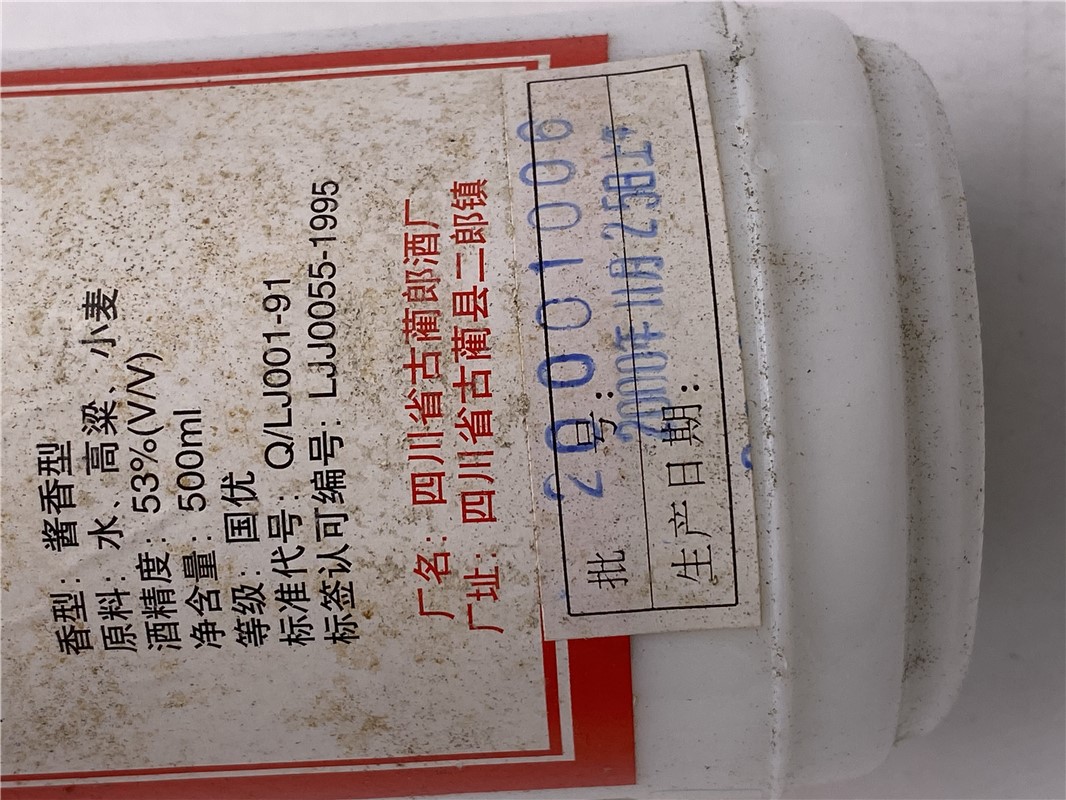 香型：酱香型
原料：水、高粱、小麦
酒精度：53%(V/V)
净含量：500ml
等级：国优
标准代号：Q/LJ001-91
标签认可编号：LJJ0055-1995
厂名：四川省古蔺郎酒厂
厂址：四川省古蔺县二郎镇
批号：20001006
生产日期：2000年11月25日